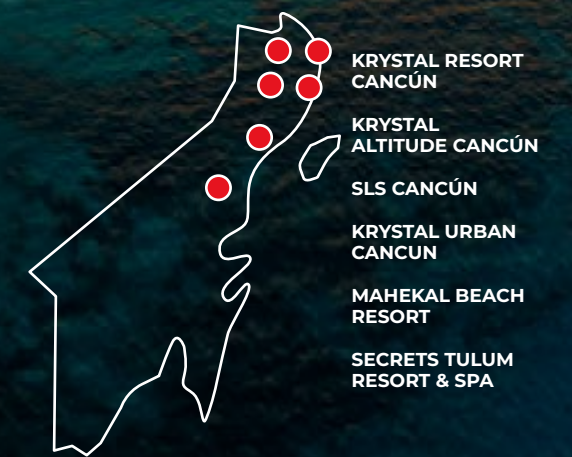 KRYSTAL RESORT
CANCÚN
KRYSTAL
ALTITUDE CANCÚN
SLS CANCÚN
KRYSTAL URBAN
CANCUN
MAHEKAL BEACH
RESORT
SECRETS TULUM
RESORT & SPA